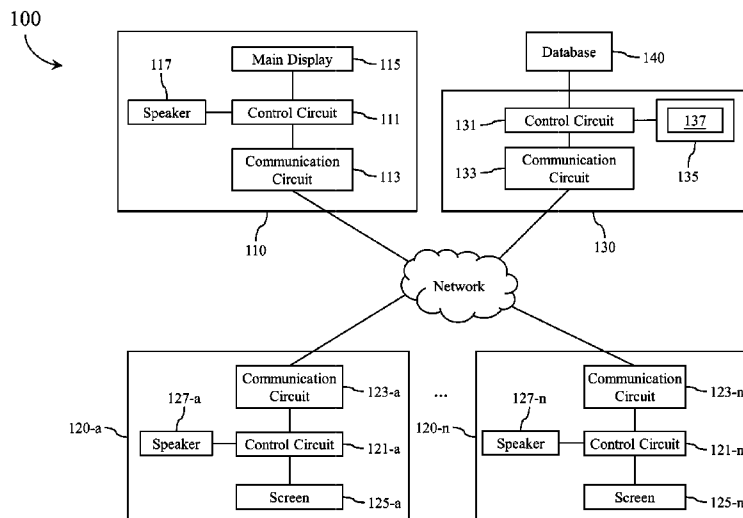 100
117
Speaker
Main Display
115
Control Circuit
111
Communication
Circuit
113
110
Database
140
131
Control Circuit
137
135
133
Communication
Circuit
130
Network
120-a
127-a
Speaker
Communication
Circuit
123-a
Control Circuit
121-a
Screen
125-a
...
120-n
127-n
Speaker
Communication
Circuit
123-n
Control Circuit
121-n
Screen
125-n